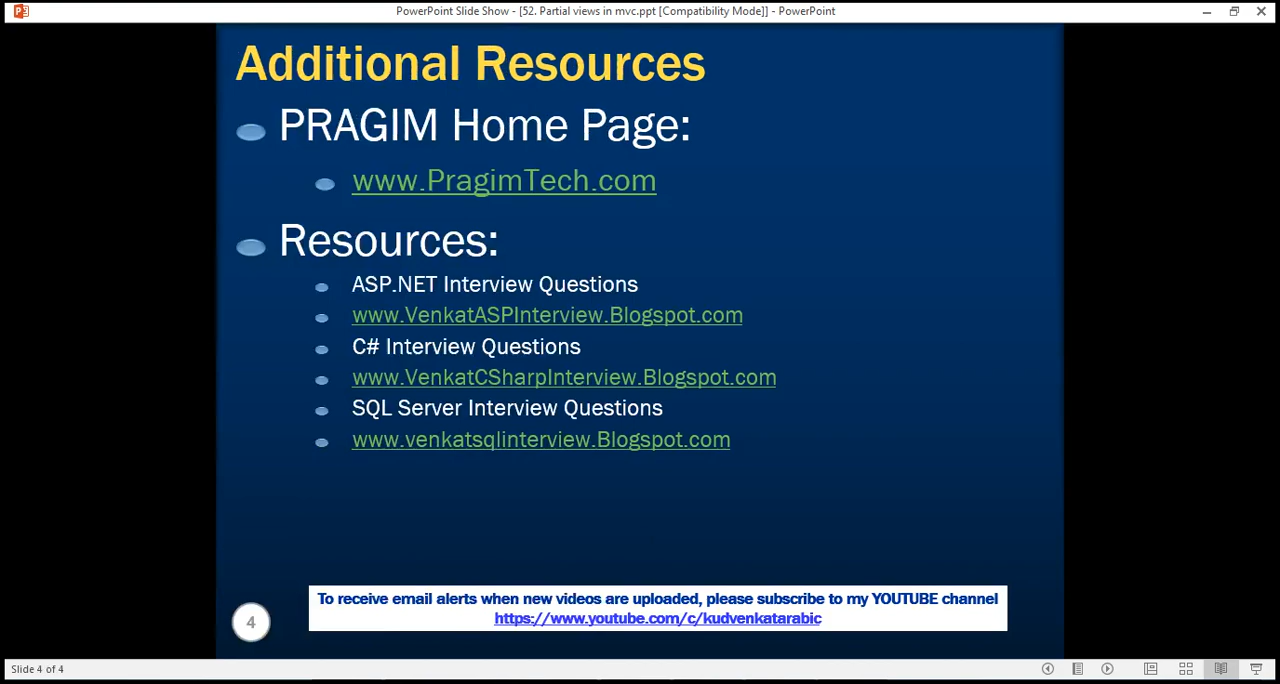 PowerPoint Slide Show - [52. Partial views in mvc.ppt [Compatibility Mode]] - PowerPoint
Additional Resources
PRAGIM Home Page:
www.PragimTech.com
Resources:
ASP.NET Interview Questions
www.VenkatASPInterview.Blogspot.com
C# Interview Questions
www.VenkatCSharpInterview.Blogspot.com
SQL Server Interview Questions
www.venkatsqlinterview.Blogspot.com
To receive email alerts when new videos are uploaded, please subscribe to my YOUTUBE channel
https://www.youtube.com/c/kudvenkatarabic
4
Slide 4 of 4